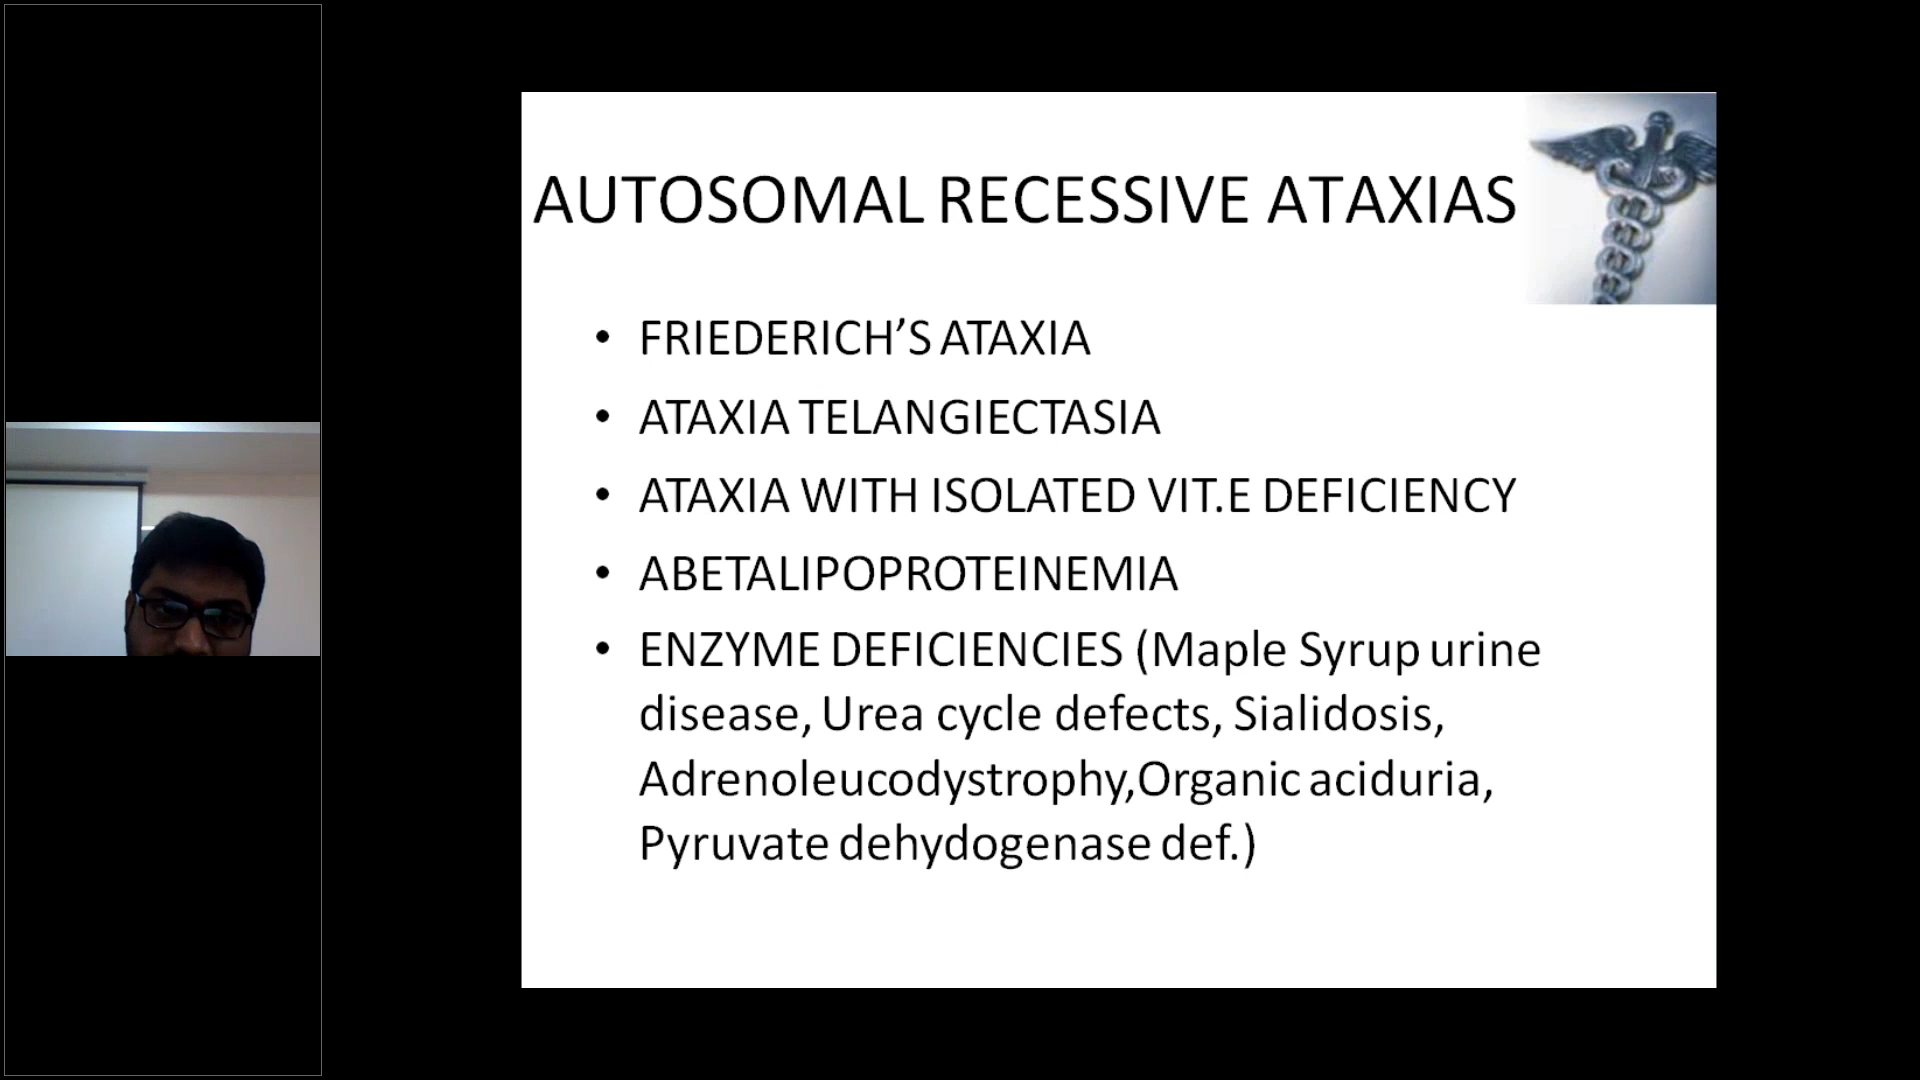 AUTOSOMAL RECESSIVE ATAXIAS
• FRIEDERICH’S ATAXIA
• ATAXIA TELANGIECTASIA
• ATAXIA WITH ISOLATED VIT.E DEFICIENCY
• ABETALIPOPROTEINEMIA
• ENZYME DEFICIENCIES (Maple Syrup urine
disease, Urea cycle defects, Sialidosis,
Adrenoleucodystrophy,Organic aciduria,
Pyruvate dehydogenase def.)